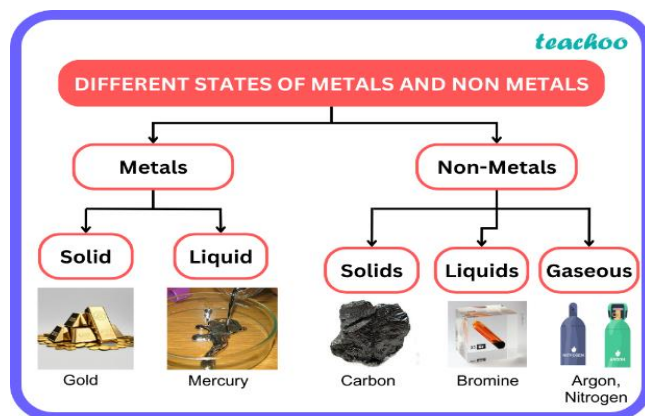 teachoo
DIFFERENT STATES OF METALS AND NON METALS
Metals
Non-Metals
Solid
Liquid
Solids
Liquids
Gaseous
Gold
Mercury
Carbon
Bromine
Argon,
Nitrogen